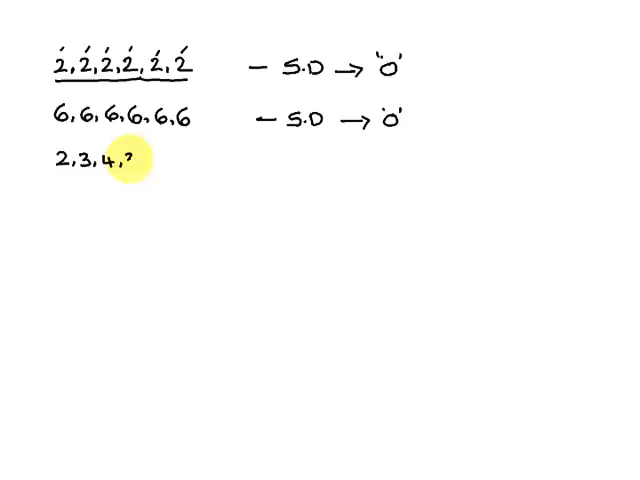 2, 2, 2, 2, 2, 2 – S.D → "0'
6, 6, 6, 6, 6, 6 – S.D → '0'
2, 3, 4,